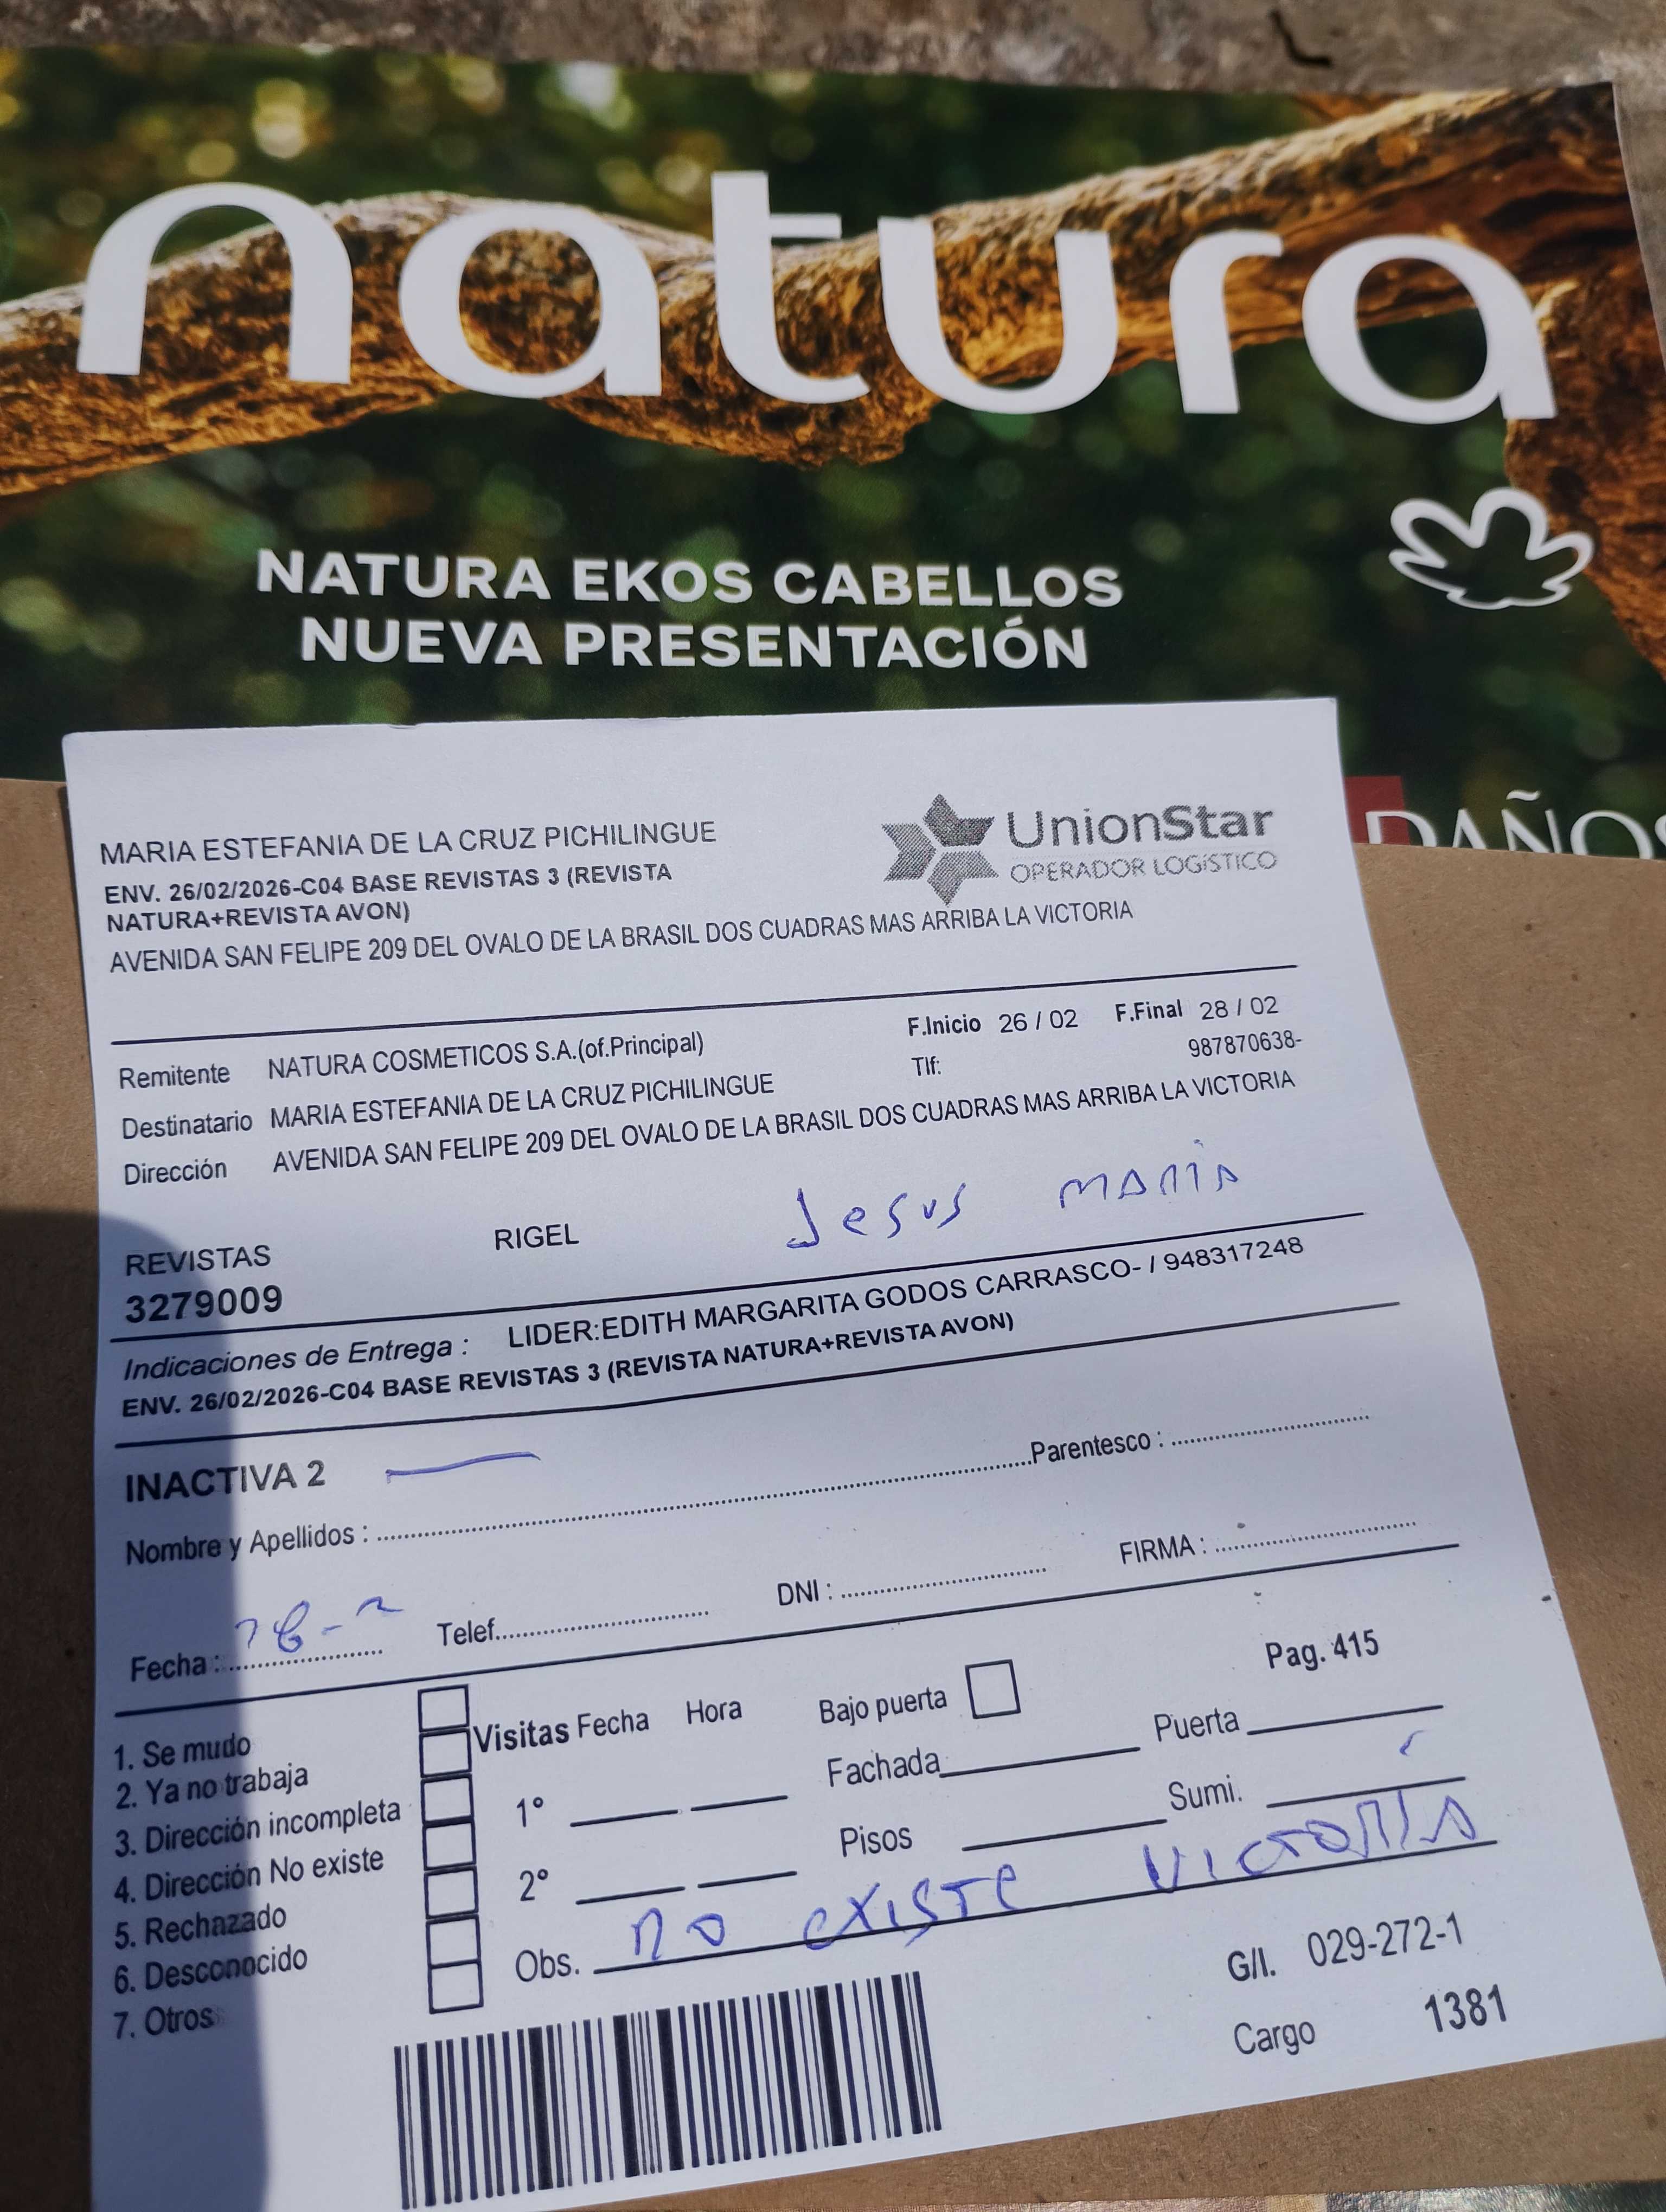 natura
NATURA EKOS CABELLOS
NUEVA PRESENTACIÓN
DAÑOS
UnionStar
OPERADOR LOGíSTICO
MARIA ESTEFANIA DE LA CRUZ PICHILINGUE
ENV. 26/02/2026-C04 BASE REVISTAS 3 (REVISTA
NATURA+REVISTA AVON)
AVENIDA SAN FELIPE 209 DEL OVALO DE LA BRASIL DOS CUADRAS MAS ARRIBA LA VICTORIA
Remitente NATURA COSMETICOS S.A.(of.Principal) F.Inicio 26 / 02 F.Final 28 / 02
Destinatario MARIA ESTEFANIA DE LA CRUZ PICHILINGUE Tlf: 987870638-
Dirección AVENIDA SAN FELIPE 209 DEL OVALO DE LA BRASIL DOS CUADRAS MAS ARRIBA LA VICTORIA
REVISTAS RIGEL Jesus MARIA
3279009
Indicaciones de Entrega : LIDER:EDITH MARGARITA GODOS CARRASCO- / 948317248
ENV. 26/02/2026-C04 BASE REVISTAS 3 (REVISTA NATURA+REVISTA AVON)
INACTIVA 2
Nombre y Apellidos : Parentesco :
Fecha : Telef. DNI : FIRMA :
Pag. 415
1. Se mudo
2. Ya no trabaja
3. Dirección incompleta
4. Dirección No existe
5. Rechazado
6. Desconocido
7. Otros
Visitas Fecha Hora Bajo puerta
Fachada Puerta
1°
Pisos Sumi.
2°
Obs. no existe VICTORIA
G/I. 029-272-1
Cargo 1381